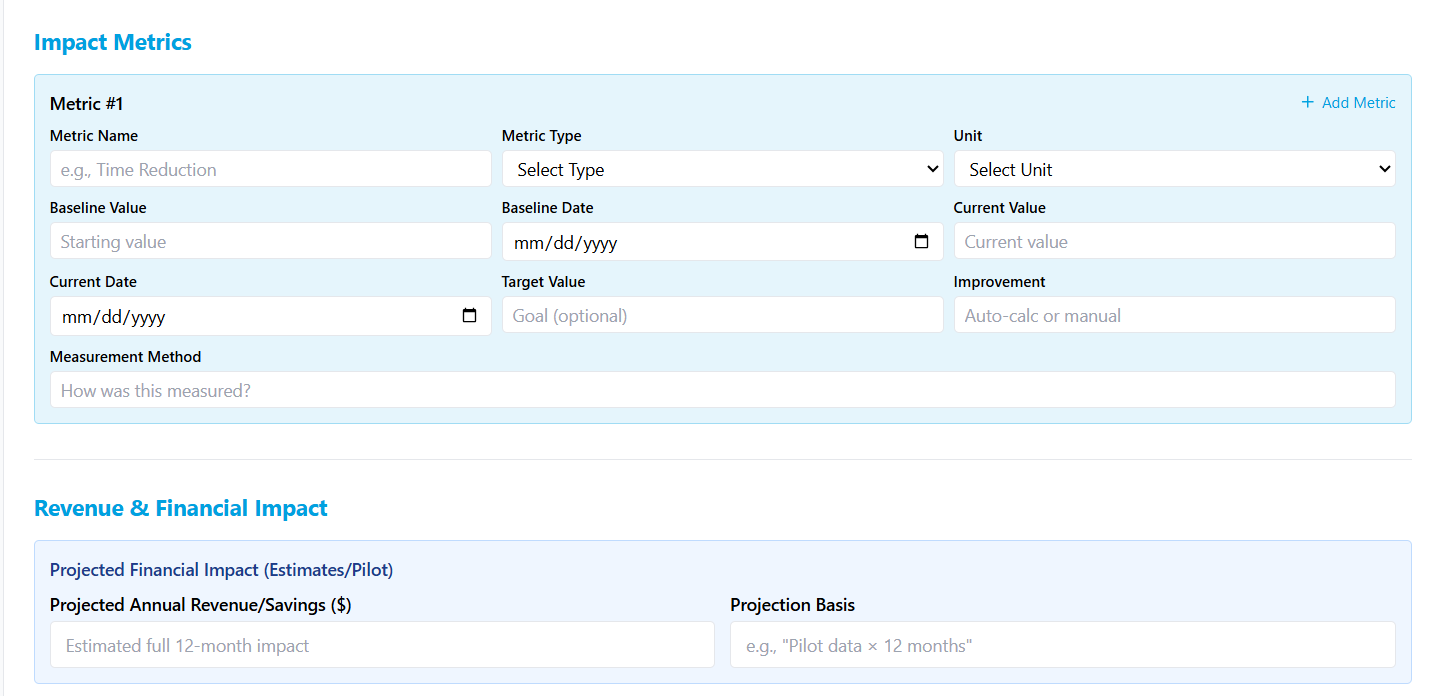 Impact Metrics
Metric #1
+ Add Metric
Metric Name
Metric Type
Unit
e.g., Time Reduction
Select Type
Select Unit
Baseline Value
Baseline Date
Current Value
Starting value
mm/dd/yyyy
Current value
Current Date
Target Value
Improvement
mm/dd/yyyy
Goal (optional)
Auto-calc or manual
Measurement Method
How was this measured?
Revenue & Financial Impact
Projected Financial Impact (Estimates/Pilot)
Projected Annual Revenue/Savings ($)
Projection Basis
Estimated full 12-month impact
e.g., "Pilot data × 12 months"